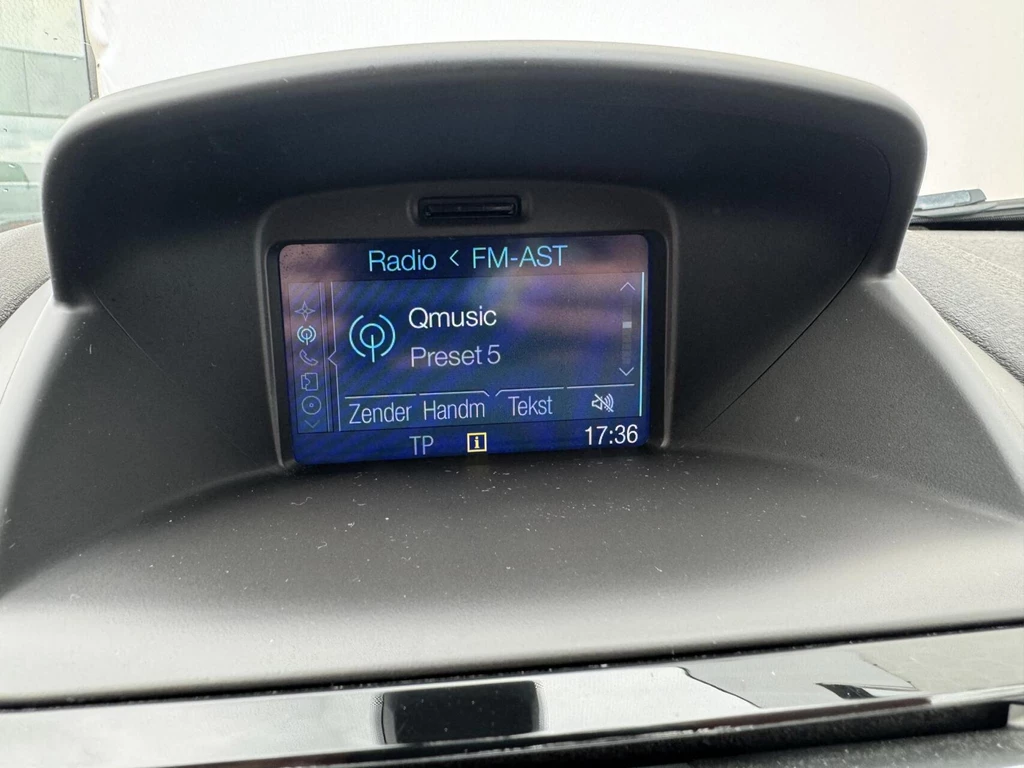 Radio < FM-AST
Qmusic
Preset 5
Zender Handm Tekst
TP i 17:36